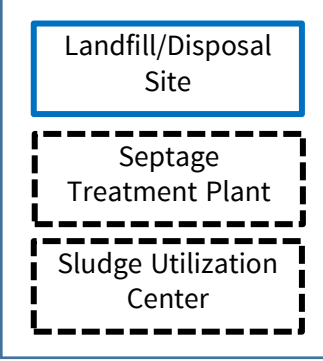 Landfill/Disposal
Site
Septage
Treatment Plant
Sludge Utilization
Center